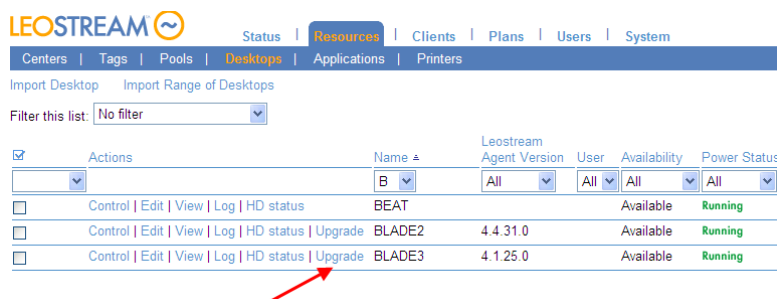 LEOSTREAM
Status | Resources | Clients | Plans | Users | System
Centers | Tags | Pools | Desktops | Applications | Printers
Import Desktop Import Range of Desktops
Filter this list: No filter
Actions Name Leostream Agent Version User Availability Power Status
B All All All All
Control | Edit | View | Log | HD status BEAT Available Running
Control | Edit | View | Log | HD status | Upgrade BLADE2 4.4.31.0 Available Running
Control | Edit | View | Log | HD status | Upgrade BLADE3 4.1.25.0 Available Running